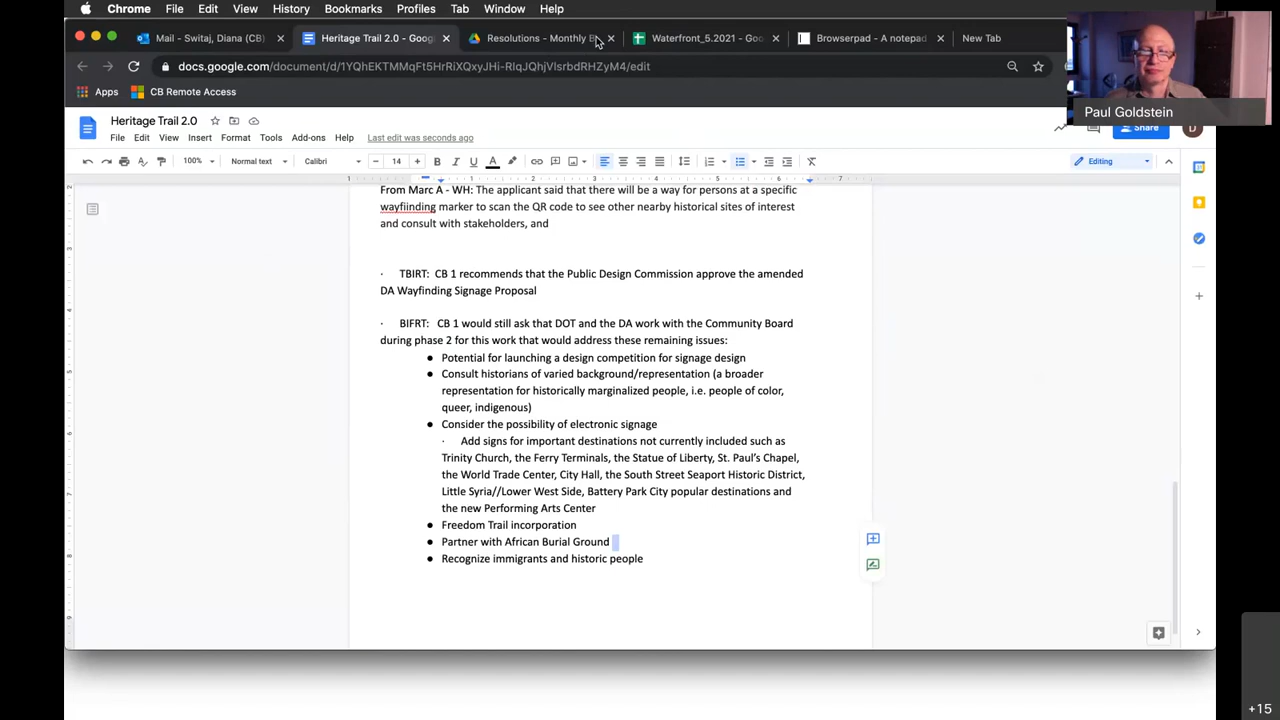 Chrome File Edit View History Bookmarks Profiles Tab Window Help
Mail - Switaj, Diana (CB) × Heritage Trail 2.0 - Goog × Resolutions - Monthly B × Waterfront_5.2021 - Goo × Browserpad - A notepad × New Tab
docs.google.com/document/d/1YQhEKTMMqFt5HrRiXQxyJHi-RIqJQhjVlsrbdRHZyM4/edit
Apps CB Remote Access
Paul Goldstein
Heritage Trail 2.0
File Edit View Insert Format Tools Add-ons Help Last edit was seconds ago
Share D
100% Normal text Calibri − 14 + B I U A Editing
1 1 2 3 4 5 6 7
From Marc A - WH: The applicant said that there will be a way for persons at a specific
wayfiinding marker to scan the QR code to see other nearby historical sites of interest
and consult with stakeholders, and
· TBIRT: CB 1 recommends that the Public Design Commission approve the amended
DA Wayfinding Signage Proposal
· BIFRT: CB 1 would still ask that DOT and the DA work with the Community Board
during phase 2 for this work that would address these remaining issues:
● Potential for launching a design competition for signage design
● Consult historians of varied background/representation (a broader
representation for historically marginalized people, i.e. people of color,
queer, indigenous)
● Consider the possibility of electronic signage
· Add signs for important destinations not currently included such as
Trinity Church, the Ferry Terminals, the Statue of Liberty, St. Paul's Chapel,
the World Trade Center, City Hall, the South Street Seaport Historic District,
Little Syria//Lower West Side, Battery Park City popular destinations and
the new Performing Arts Center
● Freedom Trail incorporation
● Partner with African Burial Ground
● Recognize immigrants and historic people
+15